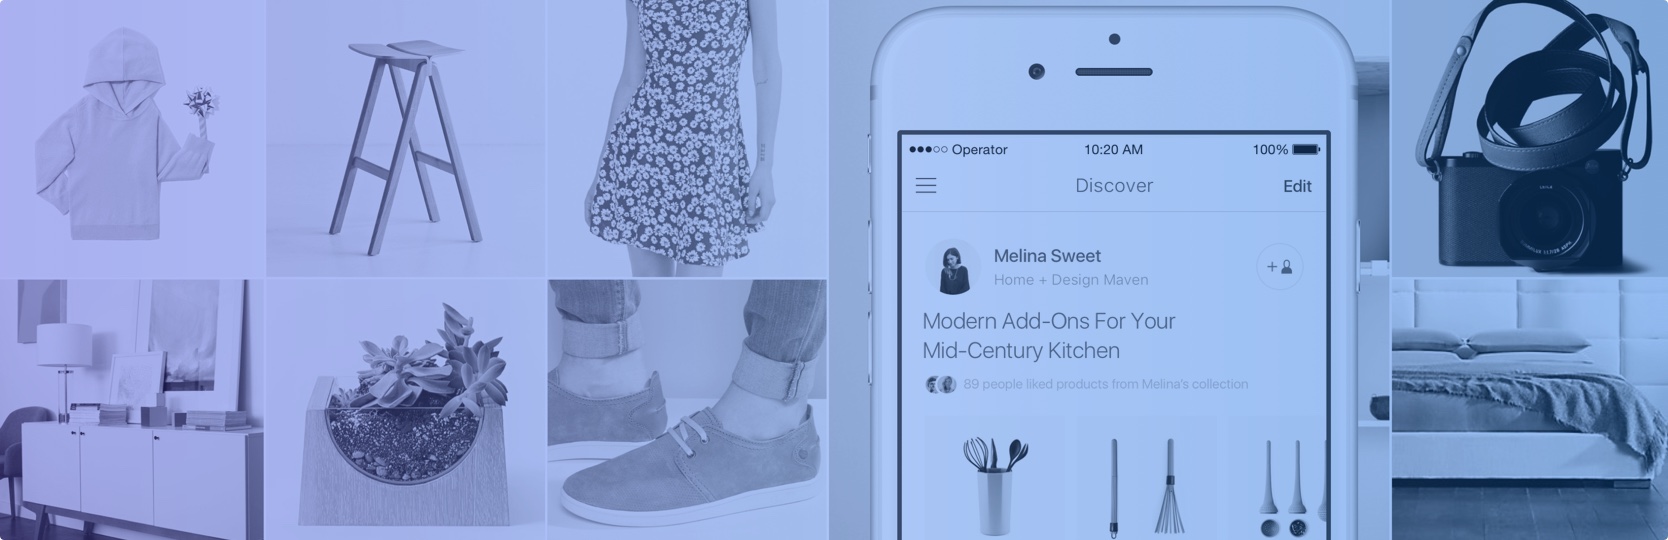 Operator
10:20 AM
100%
Discover
Edit
Melina Sweet
Home + Design Maven
Modern Add-Ons For Your
Mid-Century Kitchen
89 people liked products from Melina's collection